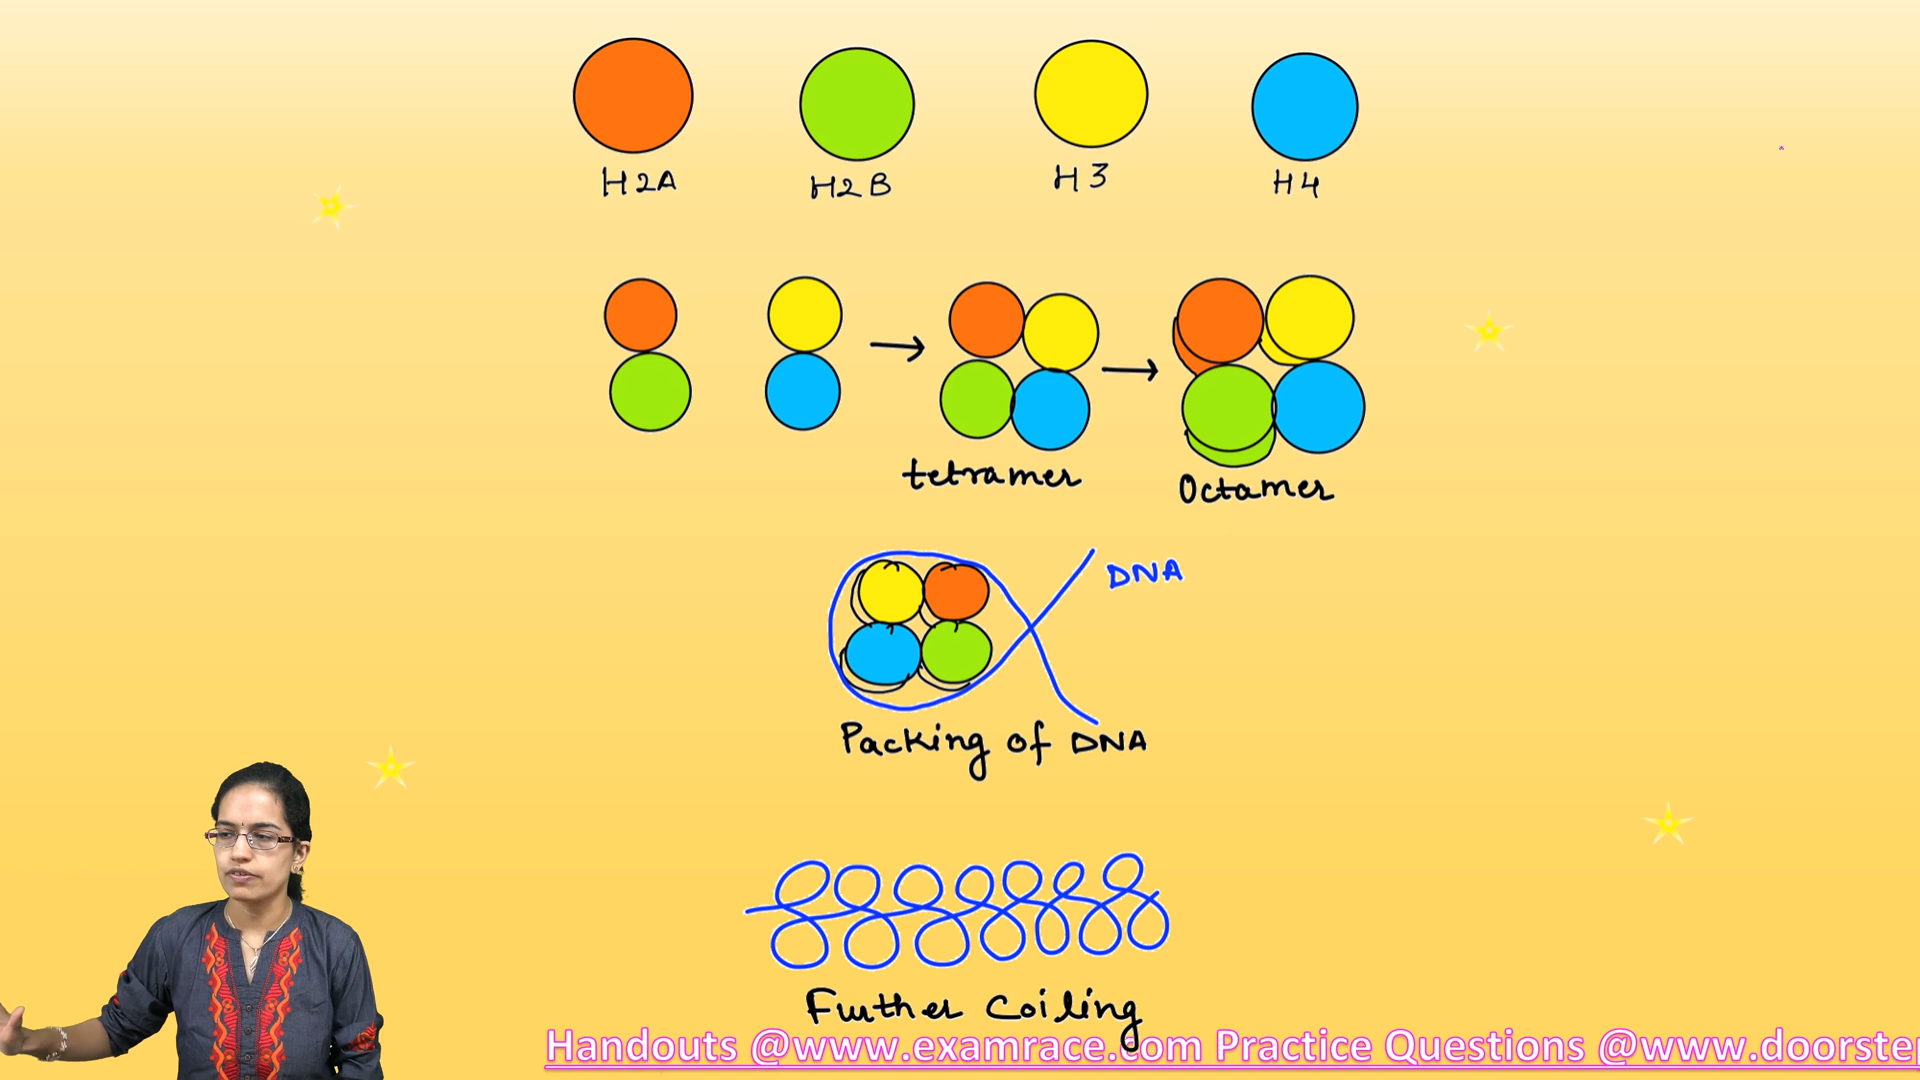 H2A H2B H3 H4
tetramer
Octamer
DNA
Packing of DNA
Further Coiling
Handouts @www.examrace.com Practice Questions @www.doorste